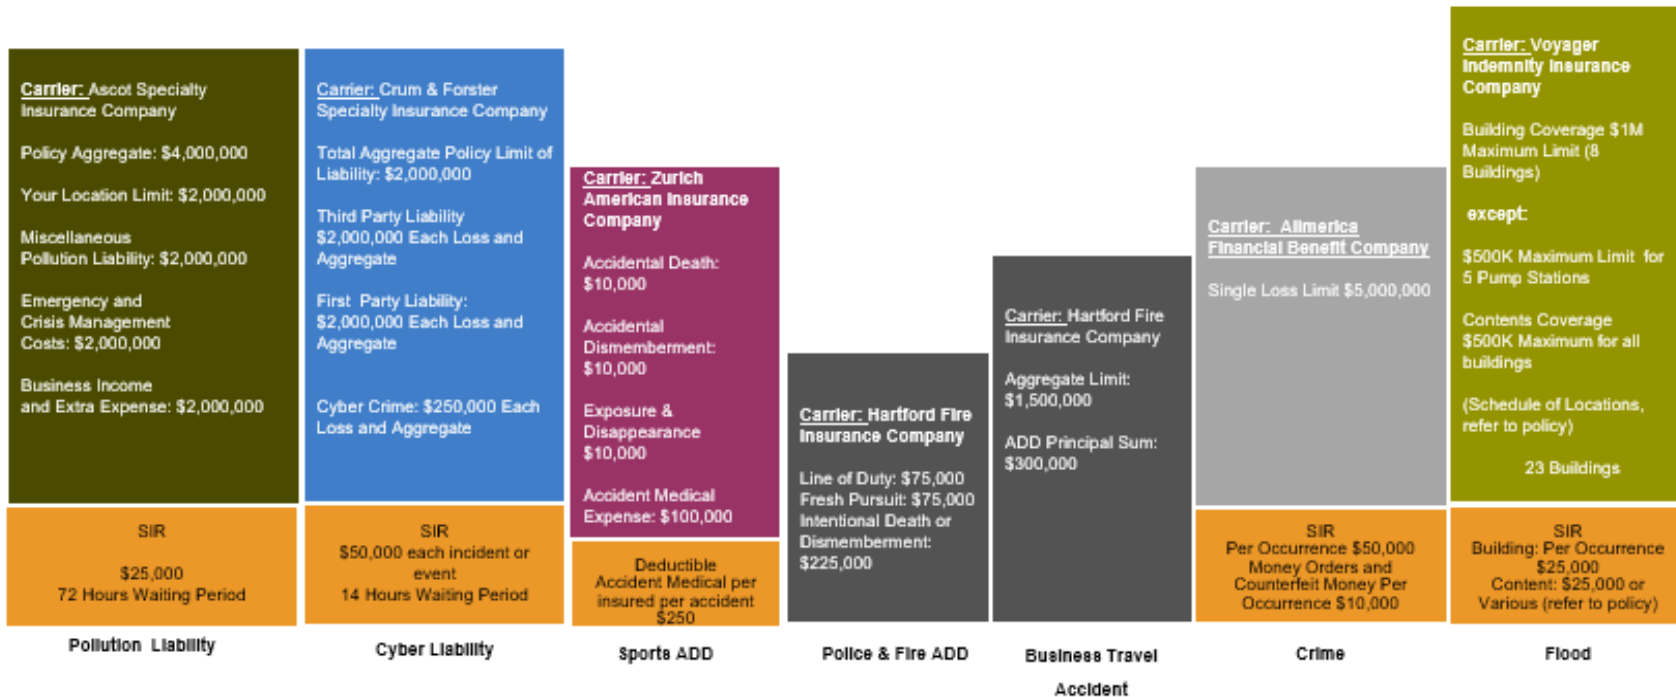 Carrier: Ascot Specialty
Insurance Company
Policy Aggregate: $4,000,000
Your Location Limit: $2,000,000
Miscellaneous
Pollution Liability: $2,000,000
Emergency and
Crisis Management
Costs: $2,000,000
Business Income
and Extra Expense: $2,000,000
SIR
$25,000
72 Hours Waiting Period
Pollution Liability
Carrier: Crum & Forster
Specialty Insurance Company
Total Aggregate Policy Limit of
Liability: $2,000,000
Third Party Liability
$2,000,000 Each Loss and
Aggregate
First Party Liability:
$2,000,000 Each Loss and
Aggregate
Cyber Crime: $250,000 Each
Loss and Aggregate
SIR
$50,000 each incident or
event
14 Hours Waiting Period
Cyber Liability
Carrier: Zurich
American Insurance
Company
Accidental Death:
$10,000
Accidental
Dismemberment:
$10,000
Exposure &
Disappearance
$10,000
Accident Medical
Expense: $100,000
Deductible
Accident Medical per
insured per accident
$250
Sports ADD
Carrier: Hartford Fire
Insurance Company
Line of Duty: $75,000
Fresh Pursuit: $75,000
Intentional Death or
Dismemberment:
$225,000
Police & Fire ADD
Carrier: Hartford Fire
Insurance Company
Aggregate Limit:
$1,500,000
ADD Principal Sum:
$300,000
Business Travel
Accident
Carrier: Allmerica
Financial Benefit Company
Single Loss Limit $5,000,000
SIR
Per Occurrence $50,000
Money Orders and
Counterfeit Money Per
Occurrence $10,000
Crime
Carrier: Voyager
Indemnity Insurance
Company
Building Coverage $1M
Maximum Limit (8
Buildings)
except:
$500K Maximum Limit for
5 Pump Stations
Contents Coverage
$500K Maximum for all
buildings
(Schedule of Locations,
refer to policy)
23 Buildings
SIR
Building: Per Occurrence
$25,000
Content: $25,000 or
Various (refer to policy)
Flood